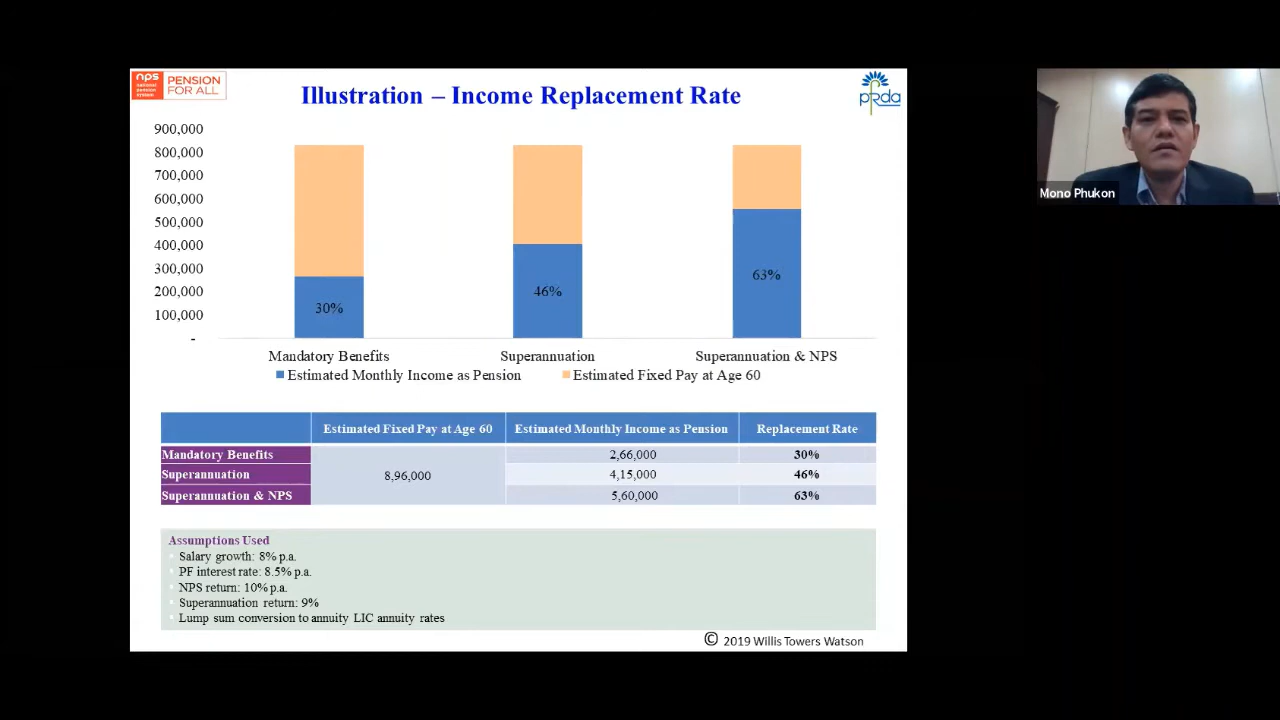 nps
national
pension
system
PENSION
FOR ALL
Illustration – Income Replacement Rate
pfrda
900,000
800,000
700,000
600,000
500,000
400,000
300,000
200,000
100,000
-
30%
46%
63%
Mandatory Benefits
Superannuation
Superannuation & NPS
Estimated Monthly Income as Pension
Estimated Fixed Pay at Age 60
Estimated Fixed Pay at Age 60 Estimated Monthly Income as Pension Replacement Rate
Mandatory Benefits 2,66,000 30%
Superannuation 8,96,000 4,15,000 46%
Superannuation & NPS 5,60,000 63%
Assumptions Used
Salary growth: 8% p.a.
PF interest rate: 8.5% p.a.
NPS return: 10% p.a.
Superannuation return: 9%
Lump sum conversion to annuity LIC annuity rates
© 2019 Willis Towers Watson
Mono Phukon